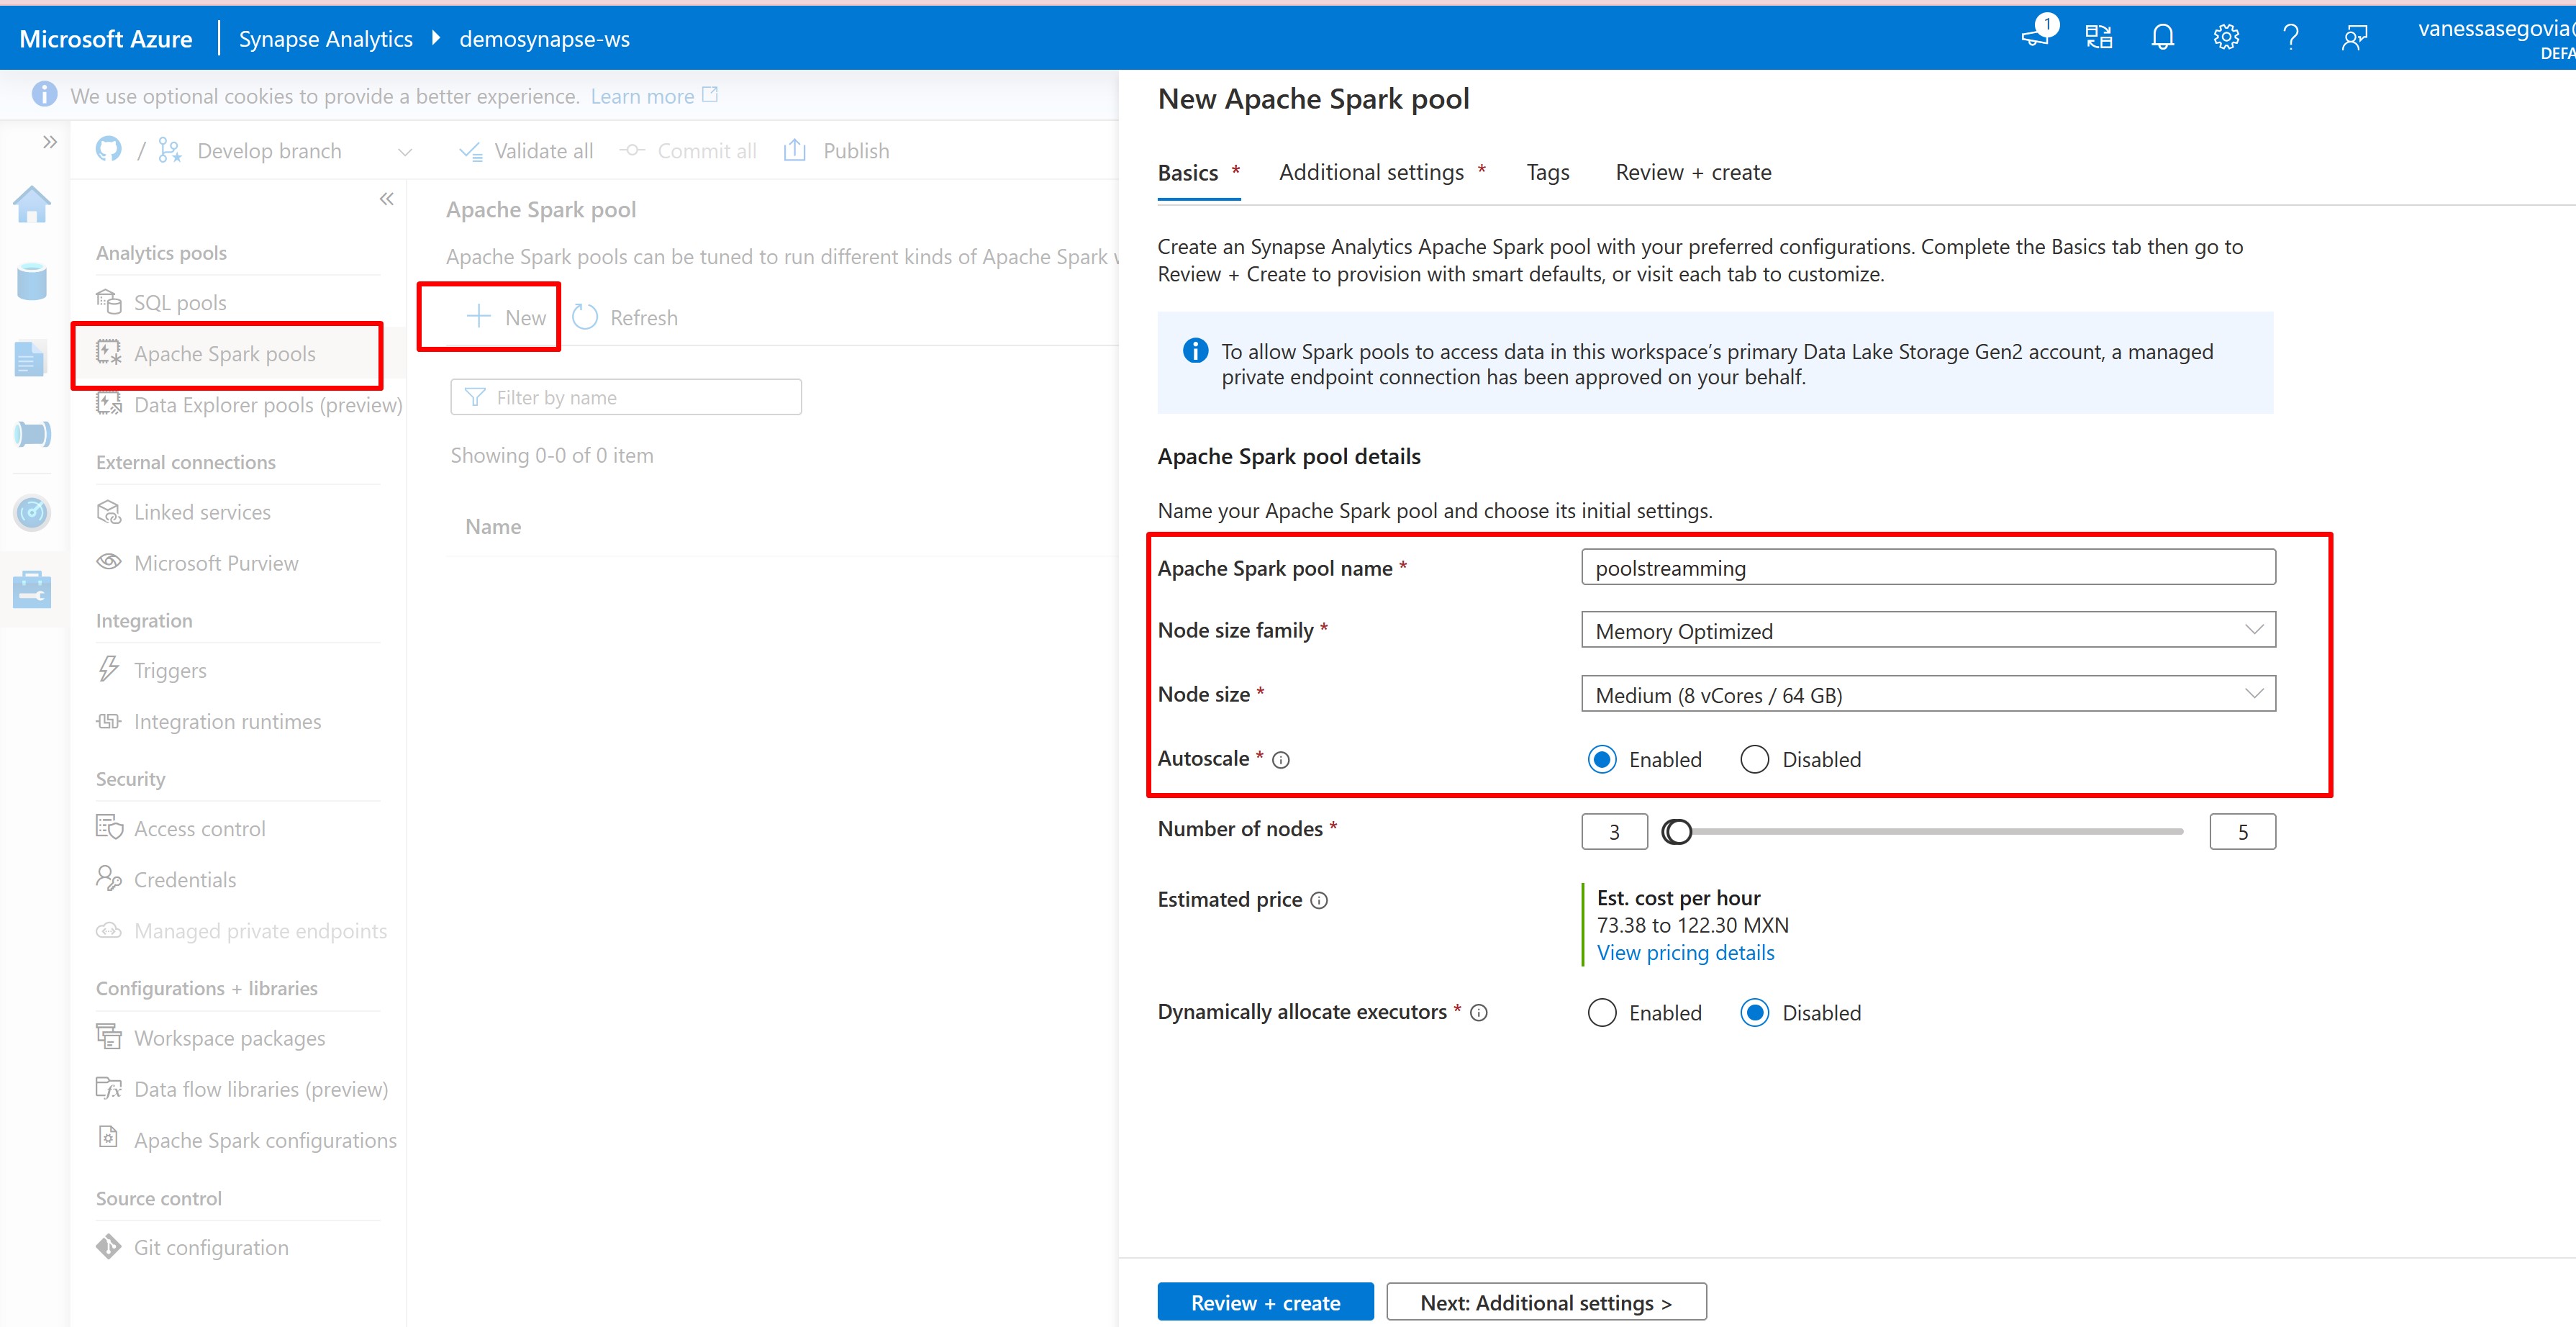 Microsoft Azure
Synapse Analytics
demosynapse-ws
1
vanessasegovia@
DEFA
We use optional cookies to provide a better experience. Learn more
/ Develop branch
Validate all
Commit all
Publish
Analytics pools
SQL pools
Apache Spark pools
Data Explorer pools (preview)
External connections
Linked services
Microsoft Purview
Integration
Triggers
Integration runtimes
Security
Access control
Credentials
Managed private endpoints
Configurations + libraries
Workspace packages
Data flow libraries (preview)
Apache Spark configurations
Source control
Git configuration
Apache Spark pool
Apache Spark pools can be tuned to run different kinds of Apache Spark w
New
Refresh
Filter by name
Showing 0-0 of 0 item
Name
New Apache Spark pool
Basics *
Additional settings *
Tags
Review + create
Create an Synapse Analytics Apache Spark pool with your preferred configurations. Complete the Basics tab then go to
Review + Create to provision with smart defaults, or visit each tab to customize.
To allow Spark pools to access data in this workspace's primary Data Lake Storage Gen2 account, a managed
private endpoint connection has been approved on your behalf.
Apache Spark pool details
Name your Apache Spark pool and choose its initial settings.
Apache Spark pool name * poolstreamming
Node size family * Memory Optimized
Node size * Medium (8 vCores / 64 GB)
Autoscale * Enabled Disabled
Number of nodes * 3 5
Estimated price Est. cost per hour
73.38 to 122.30 MXN
View pricing details
Dynamically allocate executors * Enabled Disabled
Review + create
Next: Additional settings >